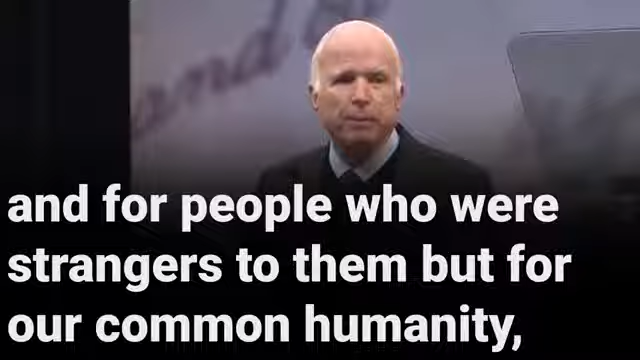 and for people who were
strangers to them but for
our common humanity,